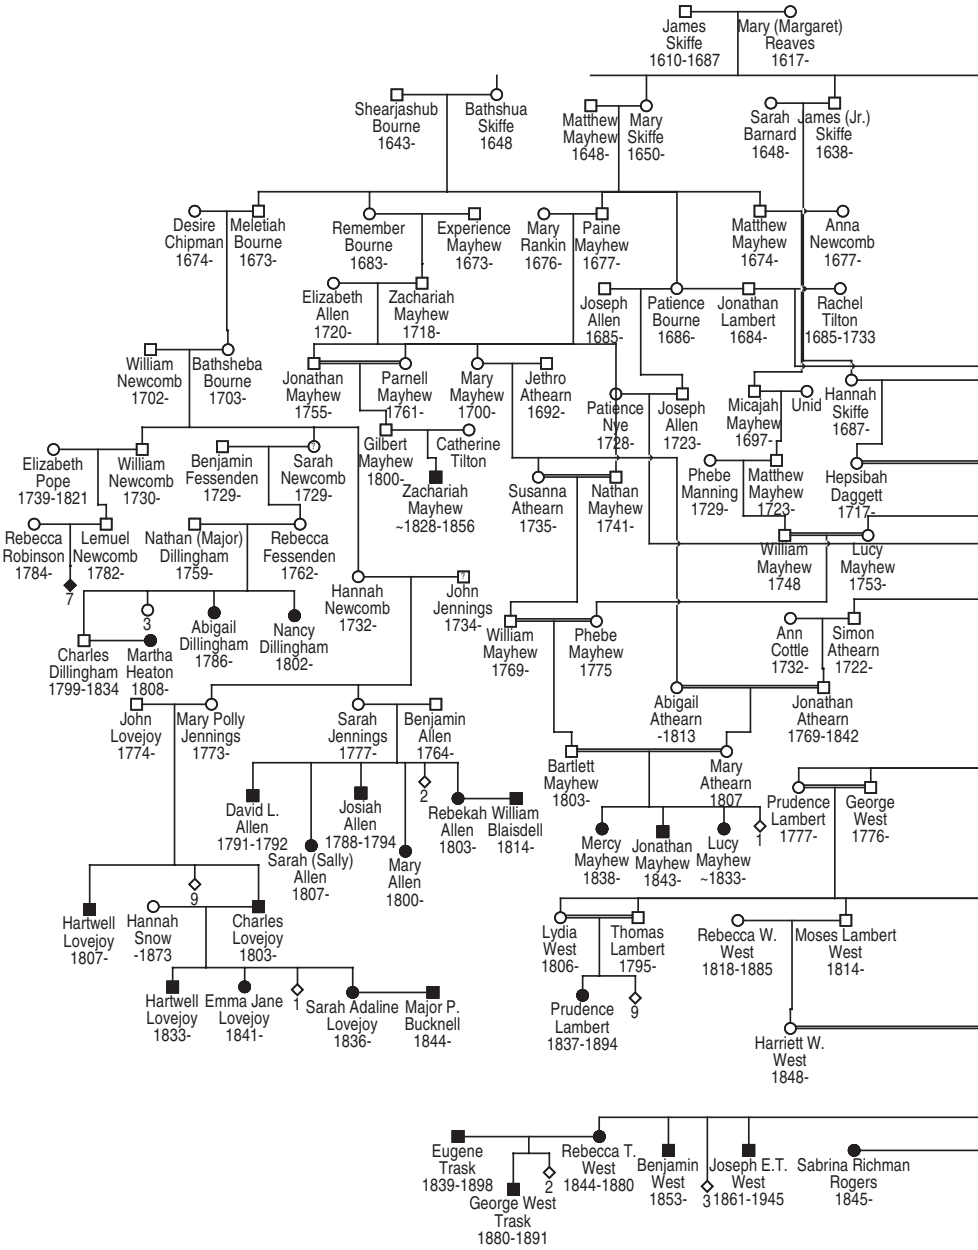 James
Skiffe
1610-1687
Mary (Margaret)
Reaves
1617-
Shearjashub
Bourne
1643-
Bathshua
Skiffe
1648
Matthew
Mayhew
1648-
Mary
Skiffe
1650-
Sarah
Barnard
1648-
James (Jr.)
Skiffe
1638-
Desire
Chipman
1674-
Meletiah
Bourne
1673-
Remember
Bourne
1683-
Experience
Mayhew
1673-
Mary
Rankin
1676-
Paine
Mayhew
1677-
Matthew
Mayhew
1674-
Anna
Newcomb
1677-
Elizabeth
Allen
1720-
Zachariah
Mayhew
1718-
Joseph
Allen
1685-
Patience
Bourne
1686-
Jonathan
Lambert
1684-
Rachel
Tilton
1685-1733
William
Newcomb
1702-
Bathsheba
Bourne
1703-
Jonathan
Mayhew
1755-
Parnell
Mayhew
1761-
Mary
Mayhew
1700-
Jethro
Athearn
1692-
Patience
Nye
1728-
Joseph
Allen
1723-
Micajah
Mayhew
1697-
Unid
Hannah
Skiffe
1687-
Elizabeth
Pope
1739-1821
William
Newcomb
1730-
Benjamin
Fessenden
1729-
?
Sarah
Newcomb
1729-
Gilbert
Mayhew
1800-
Catherine
Tilton
Zachariah
Mayhew
~1828-1856
Susanna
Athearn
1735-
Nathan
Mayhew
1741-
Phebe
Manning
1729-
Matthew
Mayhew
1723-
Hepsibah
Daggett
1717-
Rebecca
Robinson
1784-
Lemuel
Newcomb
1782-
7
Nathan (Major)
Dillingham
1759-
Rebecca
Fessenden
1762-
Hannah
Newcomb
1732-
?
John
Jennings
1734-
William
Mayhew
1748
Lucy
Mayhew
1753-
Charles
Dillingham
1799-1834
3
Martha
Heaton
1808-
Abigail
Dillingham
1786-
Nancy
Dillingham
1802-
William
Mayhew
1769-
Phebe
Mayhew
1775
Ann
Cottle
1732-
Simon
Athearn
1722-
John
Lovejoy
1774-
Mary Polly
Jennings
1773-
Sarah
Jennings
1777-
Benjamin
Allen
1764-
Abigail
Athearn
-1813
Jonathan
Athearn
1769-1842
David L.
Allen
1791-1792
Sarah (Sally)
Allen
1807-
Josiah
Allen
1788-1794
Mary
Allen
1800-
2
Rebekah
Allen
1803-
William
Blaisdell
1814-
Bartlett
Mayhew
1803-
Mary
Athearn
1807
Prudence
Lambert
1777-
George
West
1776-
Mercy
Mayhew
1838-
Jonathan
Mayhew
1843-
Lucy
Mayhew
~1833-
1
Hartwell
Lovejoy
1807-
9
Hannah
Snow
-1873
Charles
Lovejoy
1803-
Lydia
West
1806-
Thomas
Lambert
1795-
Rebecca W.
West
1818-1885
Moses Lambert
West
1814-
Hartwell
Lovejoy
1833-
Emma Jane
Lovejoy
1841-
1
Sarah Adaline
Lovejoy
1836-
Major P.
Bucknell
1844-
Prudence
Lambert
1837-1894
9
Harriett W.
West
1848-
Eugene
Trask
1839-1898
George West
Trask
1880-1891
2
Rebecca T.
West
1844-1880
Benjamin
West
1853-
3
Joseph E.T.
West
1861-1945
Sabrina Richman
Rogers
1845-